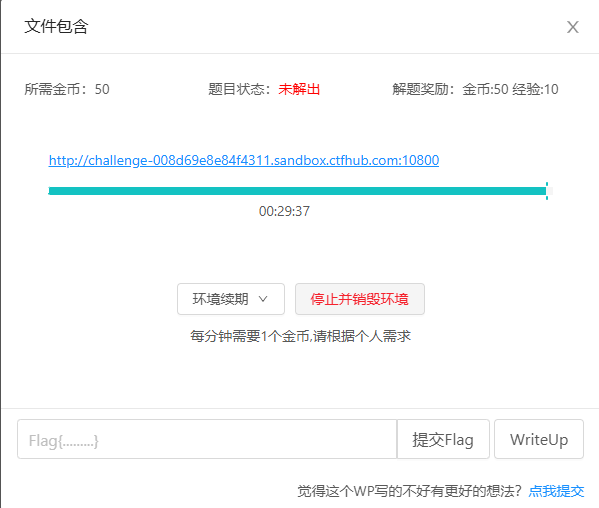 文件包含
X
所需金币：50 题目状态：未解出 解题奖励：金币:50 经验:10
http://challenge-008d69e8e84f4311.sandbox.ctfhub.com:10800
00:29:37
环境续期 停止并销毁环境
每分钟需要1个金币,请根据个人需求
Flag{.........} 提交Flag WriteUp
觉得这个WP写的不好有更好的想法？点我提交